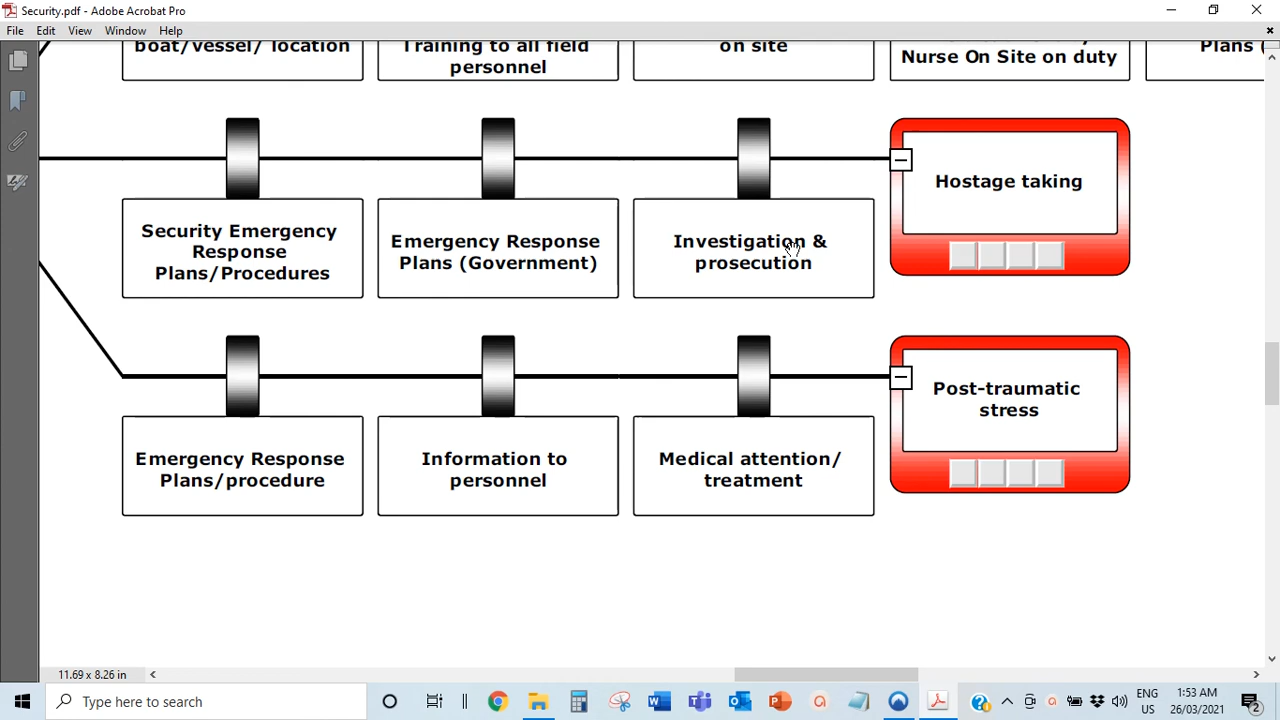 Security.pdf - Adobe Acrobat Pro
File Edit View Window Help
boat/vessel/ location
Training to all field
personnel
on site
Nurse On Site on duty
Plans (
Hostage taking
Security Emergency
Response
Plans/Procedures
Emergency Response
Plans (Government)
Investigation &
prosecution
Post-traumatic
stress
Emergency Response
Plans/procedure
Information to
personnel
Medical attention/
treatment
11.69 x 8.26 in
Type here to search
ENG
US
1:53 AM
26/03/2021
2